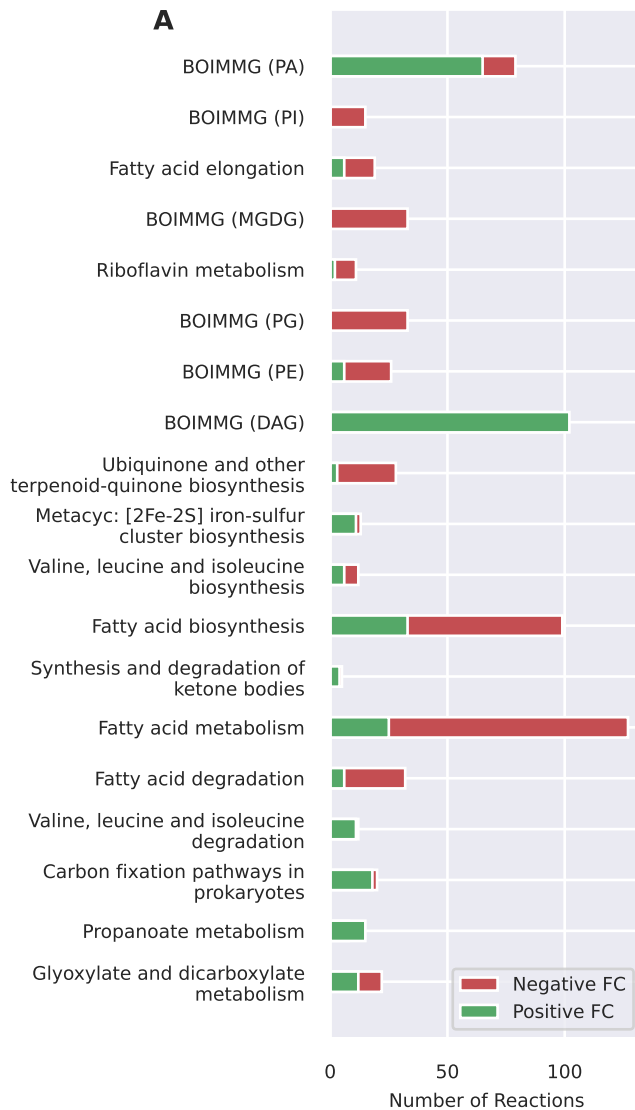 A
BOIMMG (PA)
BOIMMG (PI)
Fatty acid elongation
BOIMMG (MGDG)
Riboflavin metabolism
BOIMMG (PG)
BOIMMG (PE)
BOIMMG (DAG)
Ubiquinone and other
terpenoid-quinone biosynthesis
Metacyc: [2Fe-2S] iron-sulfur
cluster biosynthesis
Valine, leucine and isoleucine
biosynthesis
Fatty acid biosynthesis
Synthesis and degradation of
ketone bodies
Fatty acid metabolism
Fatty acid degradation
Valine, leucine and isoleucine
degradation
Carbon fixation pathways in
prokaryotes
Propanoate metabolism
Glyoxylate and dicarboxylate
metabolism
Negative FC
Positive FC
0 50 100
Number of Reactions